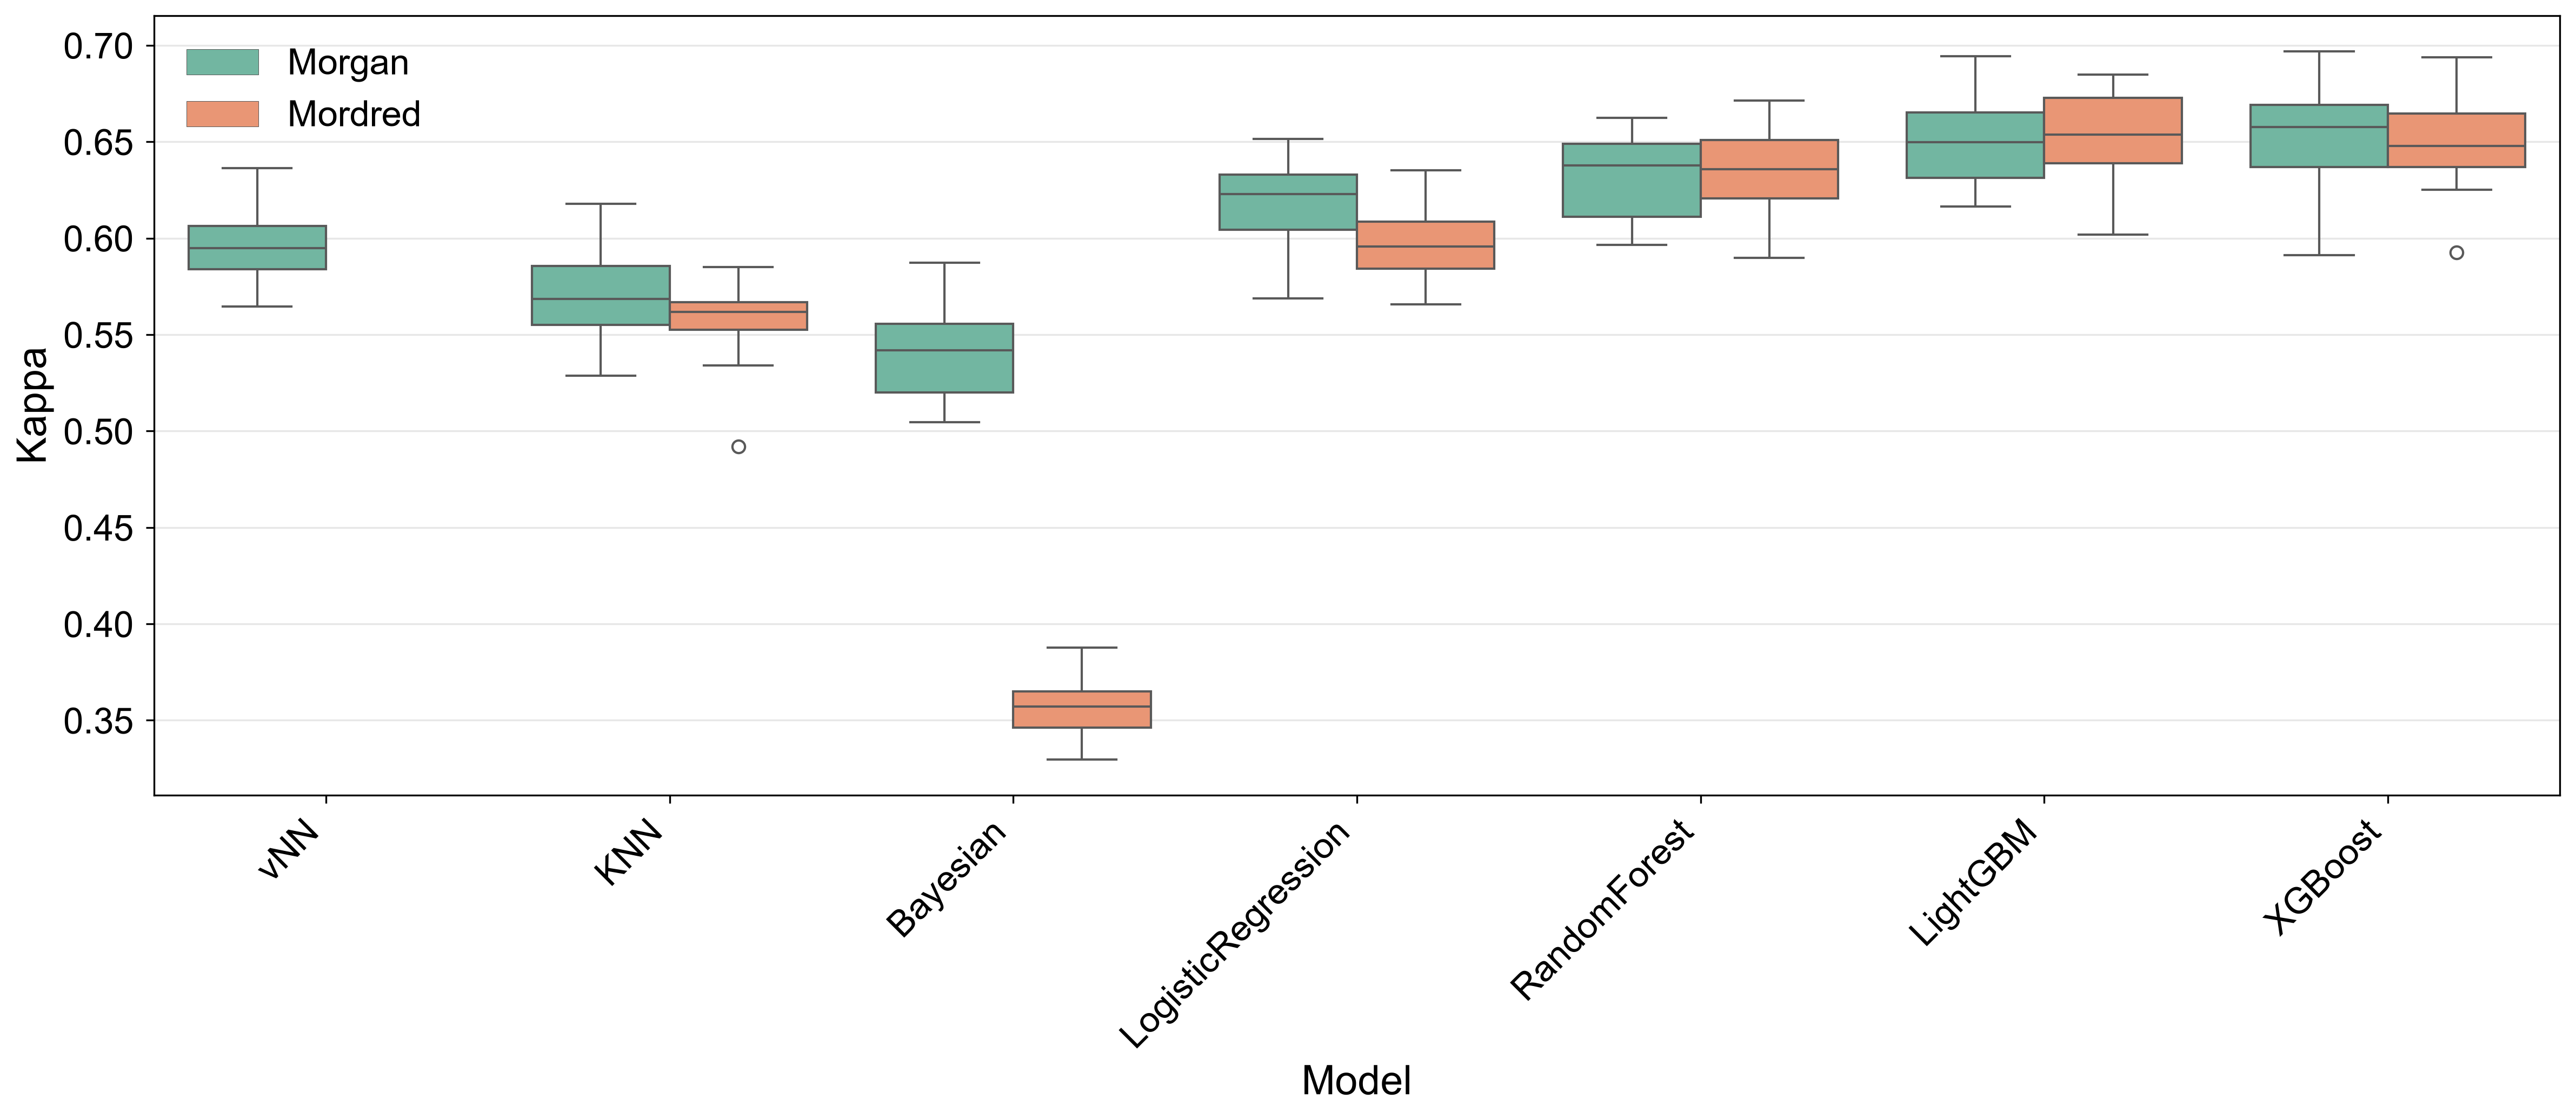 Morgan
Mordred
0.70
0.65
0.60
0.55
0.50
0.45
0.40
0.35
Kappa
vNN
KNN
Bayesian
LogisticRegression
RandomForest
LightGBM
XGBoost
Model